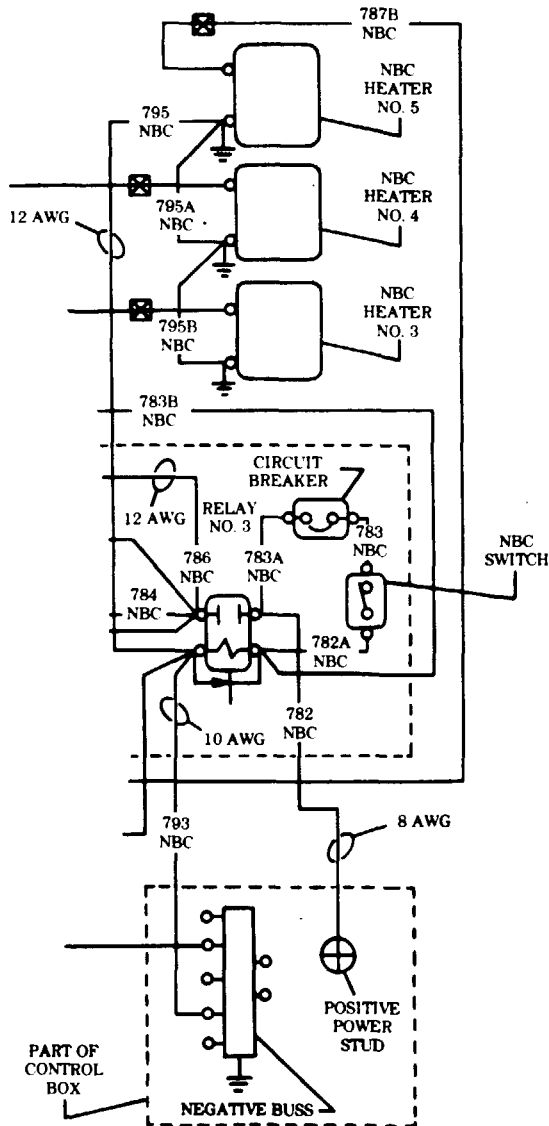 787B
NBC
NBC
HEATER
NO. 5
795
NBC
NBC
HEATER
NO. 4
12 AWG
795A
NBC
NBC
HEATER
NO. 3
795B
NBC
783B
NBC
CIRCUIT
BREAKER
12 AWG
RELAY
NO. 3
783
NBC
NBC
SWITCH
786
NBC
783A
NBC
784
NBC
782A
NBC
782
NBC
10 AWG
793
NBC
8 AWG
POSITIVE
POWER
STUD
PART OF
CONTROL
BOX
NEGATIVE BUSS